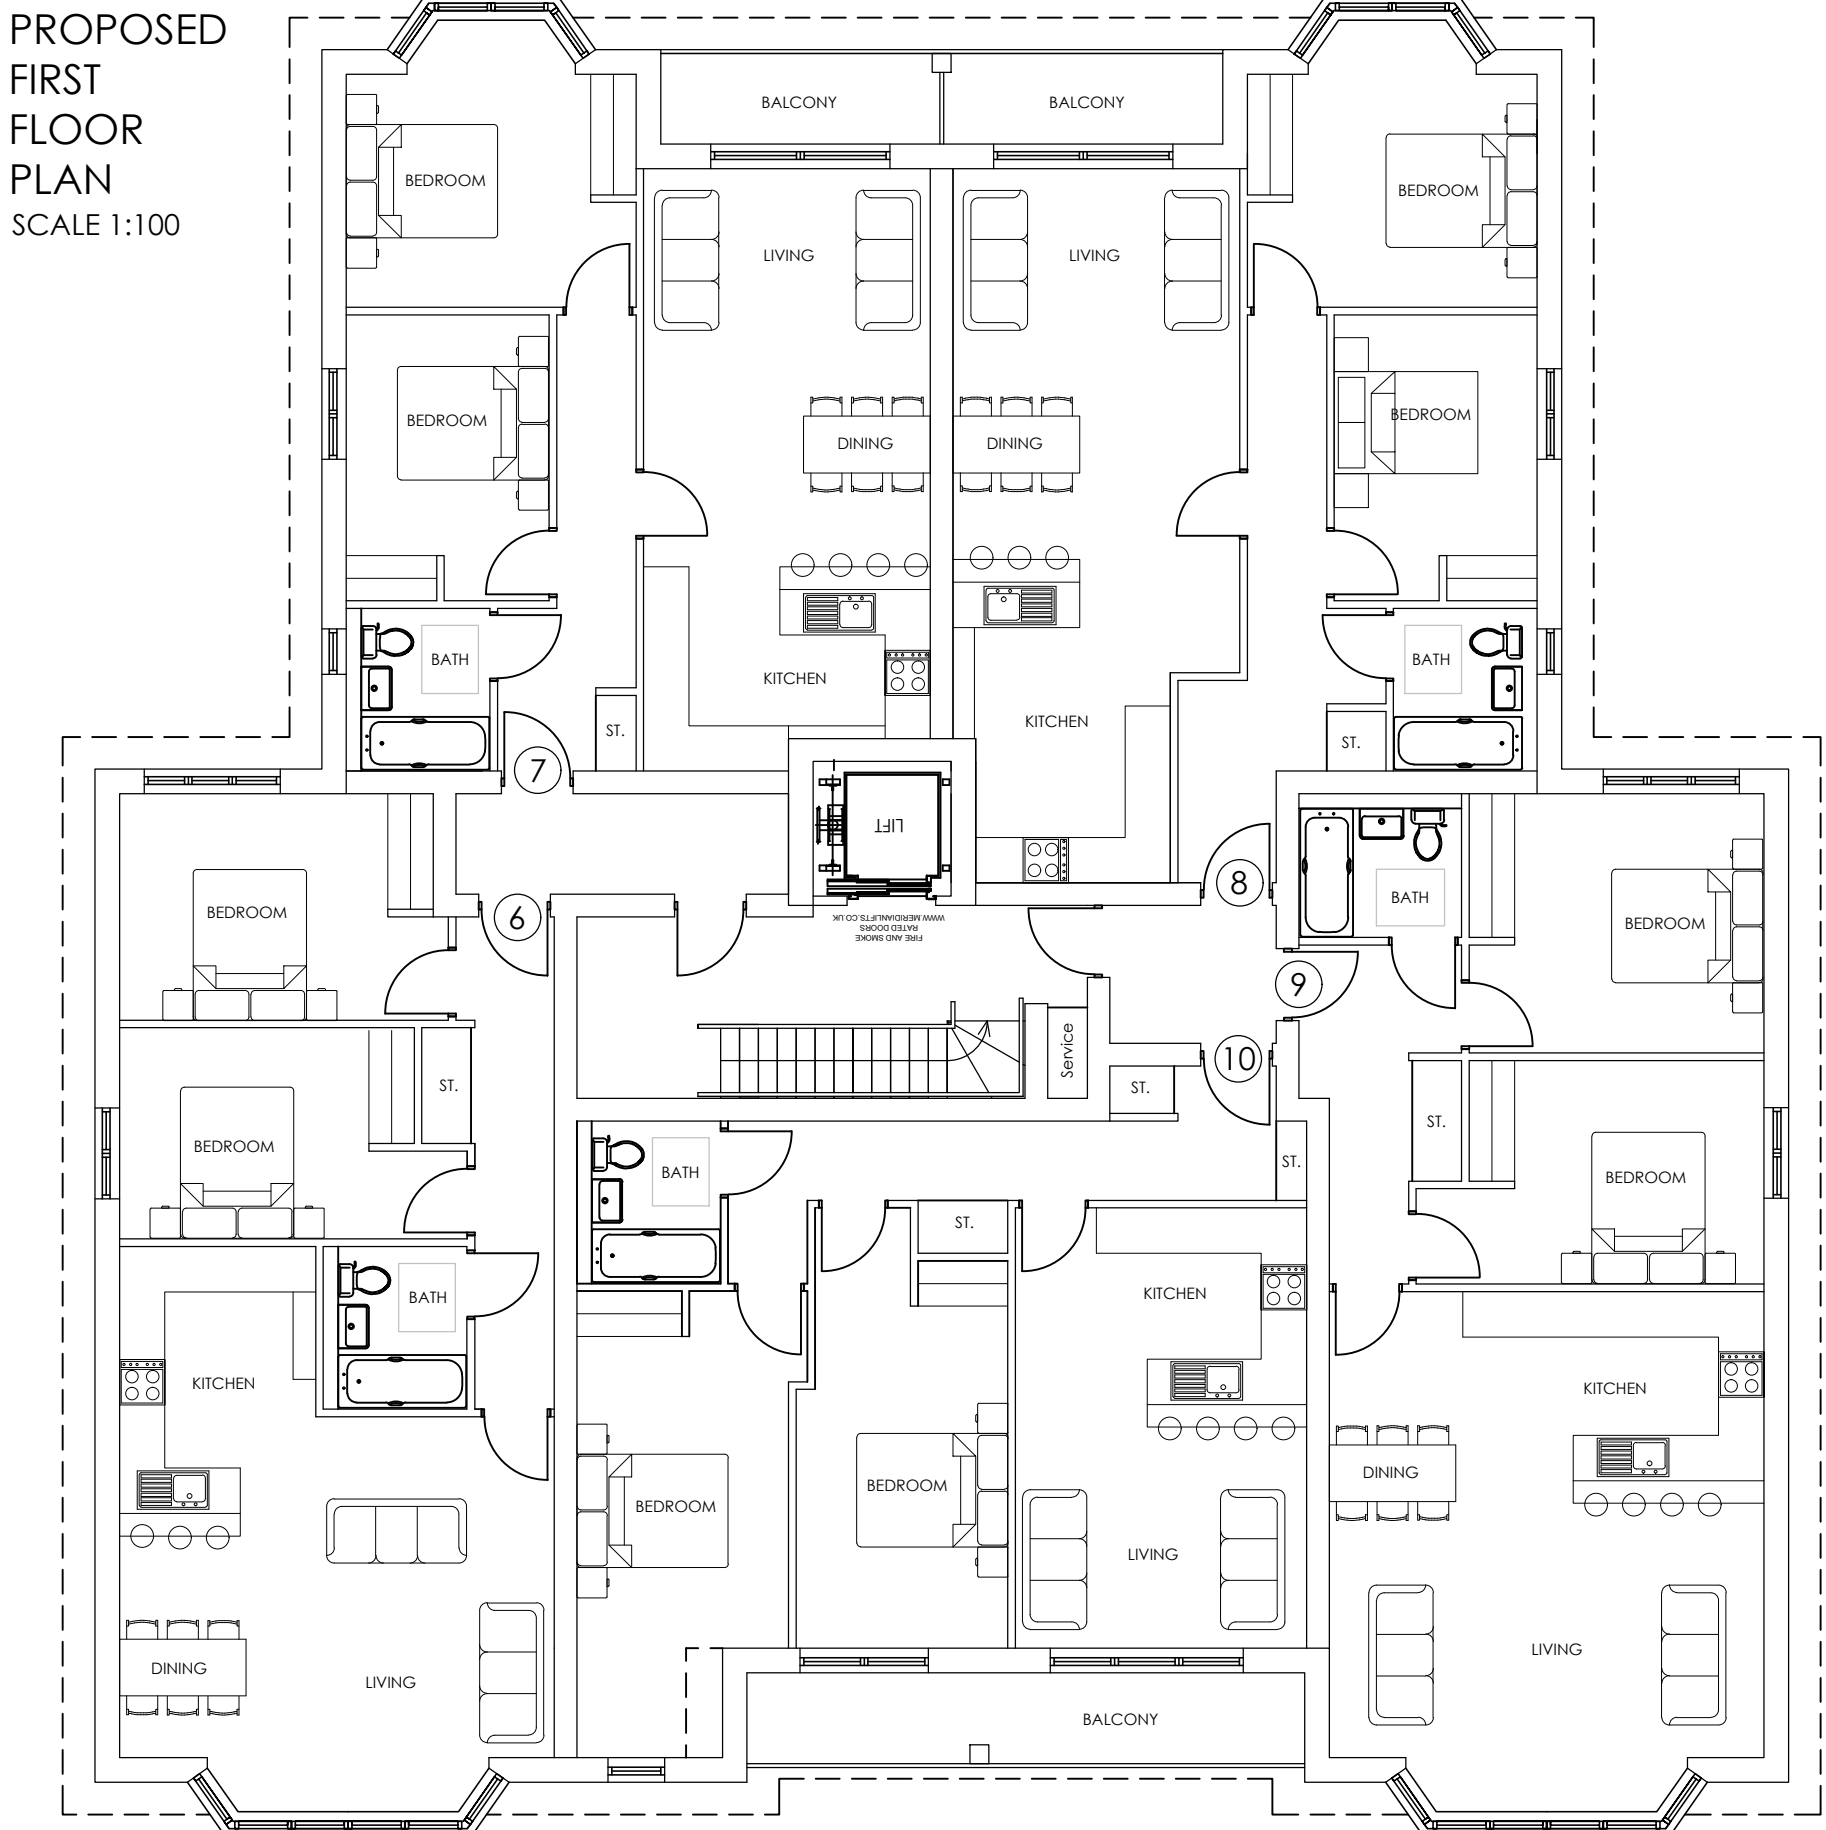 PROPOSED
FIRST
FLOOR
PLAN
SCALE 1:100
BALCONY
BALCONY
BEDROOM
BEDROOM
LIVING
LIVING
BEDROOM
BEDROOM
DINING
DINING
BATH
BATH
KITCHEN
KITCHEN
ST.
ST.
7
LIFT
8
BATH
BEDROOM
6
BEDROOM
FIRE AND SMOKE
RATED DOORS
WWW.MERIDIANLIFTS.CO.UK
9
Service
10
ST.
ST.
ST.
BEDROOM
BATH
ST.
BEDROOM
ST.
BATH
KITCHEN
KITCHEN
KITCHEN
DINING
BEDROOM
BEDROOM
LIVING
DINING
LIVING
LIVING
BALCONY